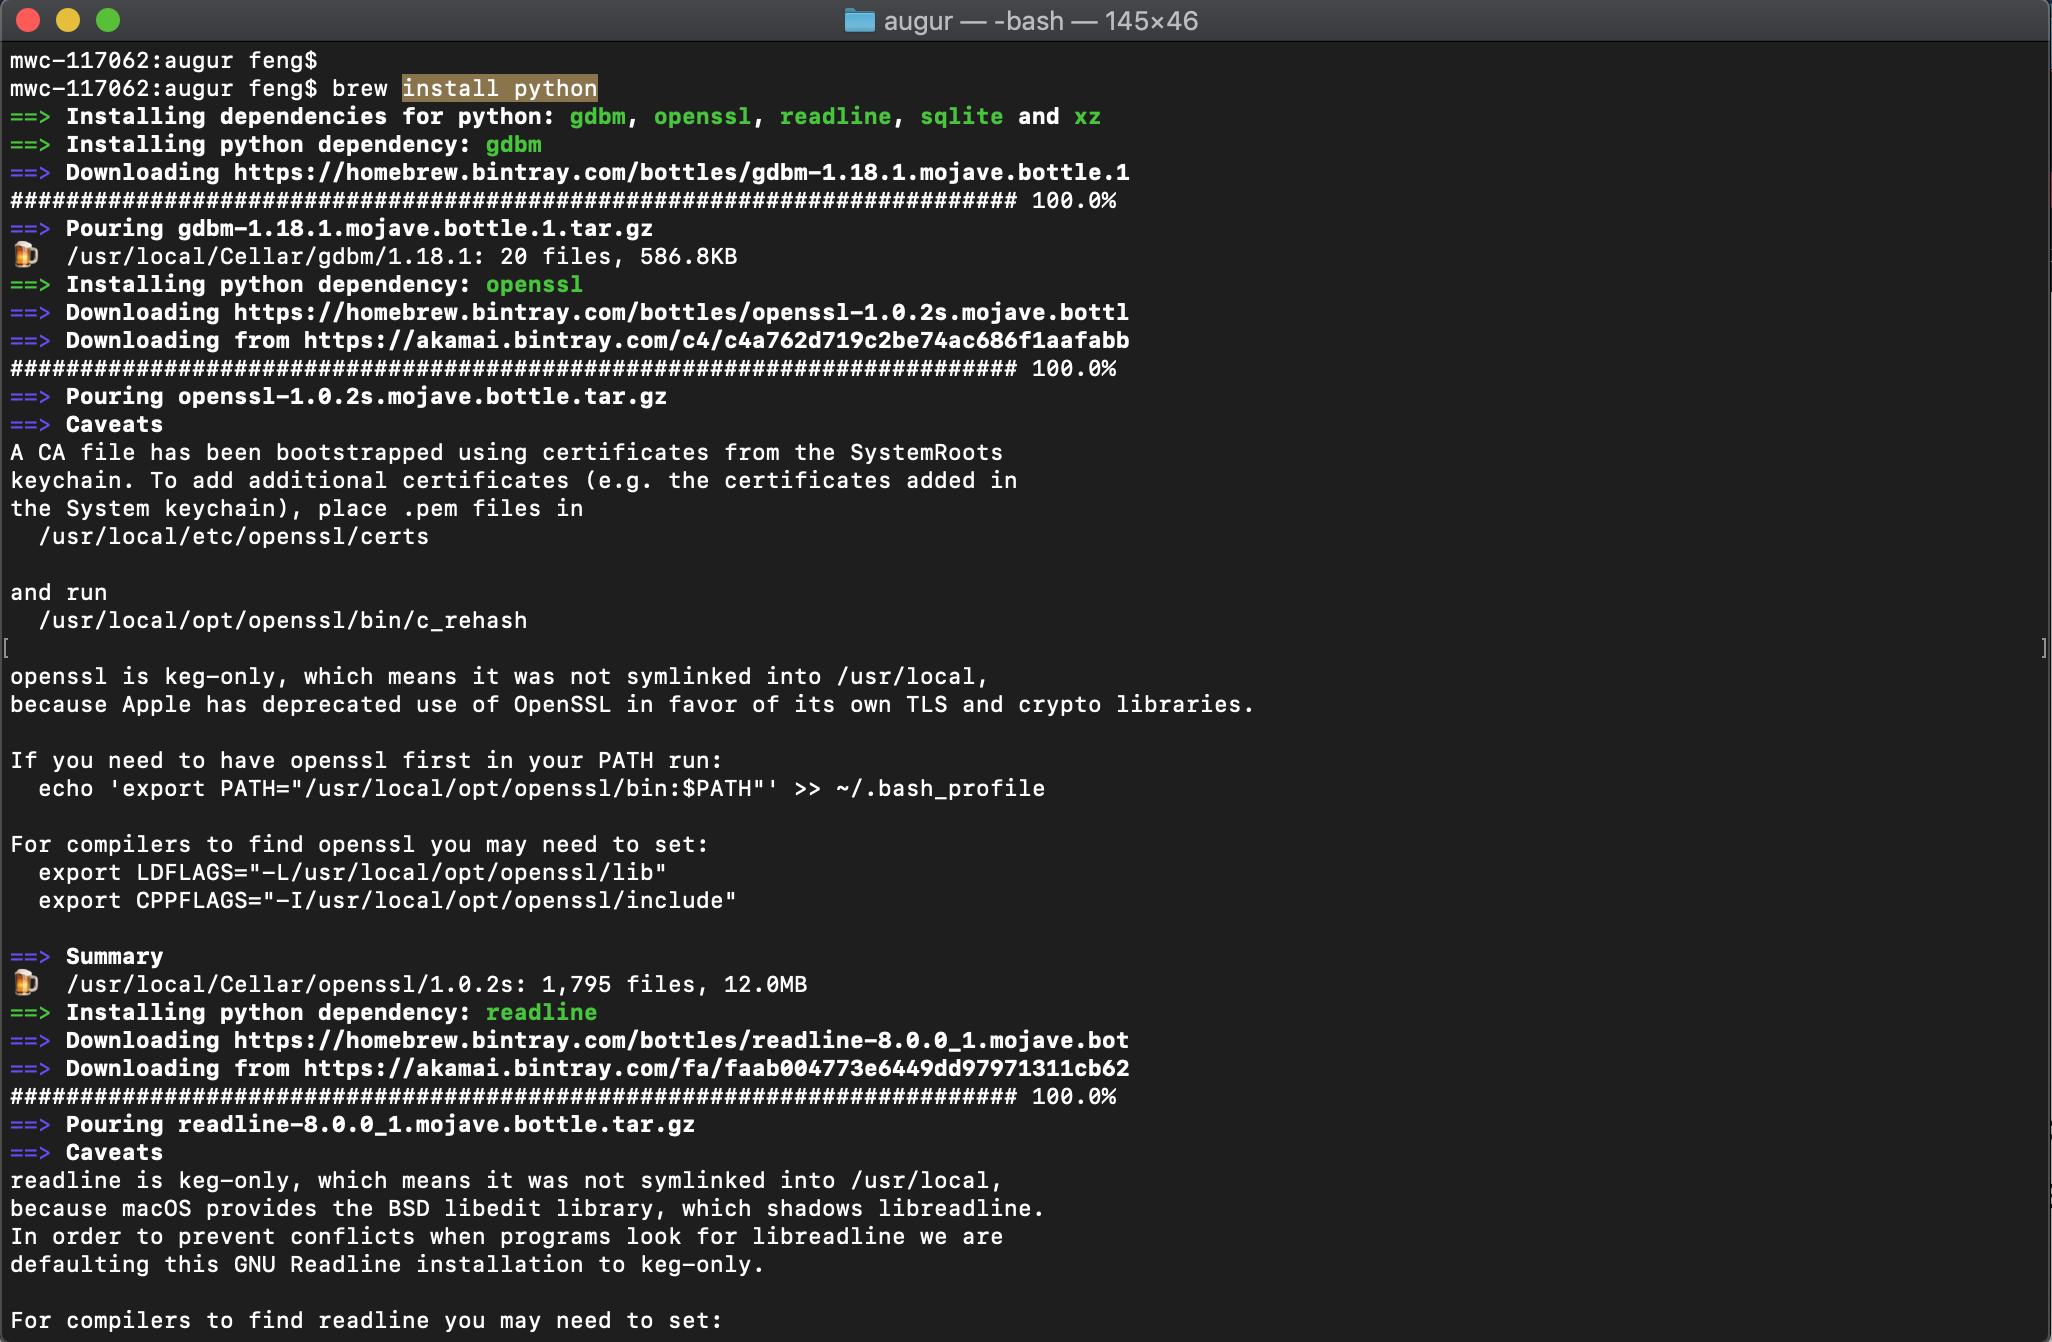 augur — -bash — 145×46
mwc-117062:augur feng$
mwc-117062:augur feng$ brew install python
==> Installing dependencies for python: gdbm, openssl, readline, sqlite and xz
==> Installing python dependency: gdbm
==> Downloading https://homebrew.bintray.com/bottles/gdbm-1.18.1.mojave.bottle.1
######################################################################## 100.0%
==> Pouring gdbm-1.18.1.mojave.bottle.1.tar.gz
🍺  /usr/local/Cellar/gdbm/1.18.1: 20 files, 586.8KB
==> Installing python dependency: openssl
==> Downloading https://homebrew.bintray.com/bottles/openssl-1.0.2s.mojave.bottl
==> Downloading from https://akamai.bintray.com/c4/c4a762d719c2be74ac686f1aafabb
######################################################################## 100.0%
==> Pouring openssl-1.0.2s.mojave.bottle.tar.gz
==> Caveats
A CA file has been bootstrapped using certificates from the SystemRoots
keychain. To add additional certificates (e.g. the certificates added in
the System keychain), place .pem files in
  /usr/local/etc/openssl/certs

and run
  /usr/local/opt/openssl/bin/c_rehash
[ ]
openssl is keg-only, which means it was not symlinked into /usr/local,
because Apple has deprecated use of OpenSSL in favor of its own TLS and crypto libraries.

If you need to have openssl first in your PATH run:
  echo 'export PATH="/usr/local/opt/openssl/bin:$PATH"' >> ~/.bash_profile

For compilers to find openssl you may need to set:
  export LDFLAGS="-L/usr/local/opt/openssl/lib"
  export CPPFLAGS="-I/usr/local/opt/openssl/include"

==> Summary
🍺  /usr/local/Cellar/openssl/1.0.2s: 1,795 files, 12.0MB
==> Installing python dependency: readline
==> Downloading https://homebrew.bintray.com/bottles/readline-8.0.0_1.mojave.bot
==> Downloading from https://akamai.bintray.com/fa/faab004773e6449dd97971311cb62
######################################################################## 100.0%
==> Pouring readline-8.0.0_1.mojave.bottle.tar.gz
==> Caveats
readline is keg-only, which means it was not symlinked into /usr/local,
because macOS provides the BSD libedit library, which shadows libreadline.
In order to prevent conflicts when programs look for libreadline we are
defaulting this GNU Readline installation to keg-only.

For compilers to find readline you may need to set: